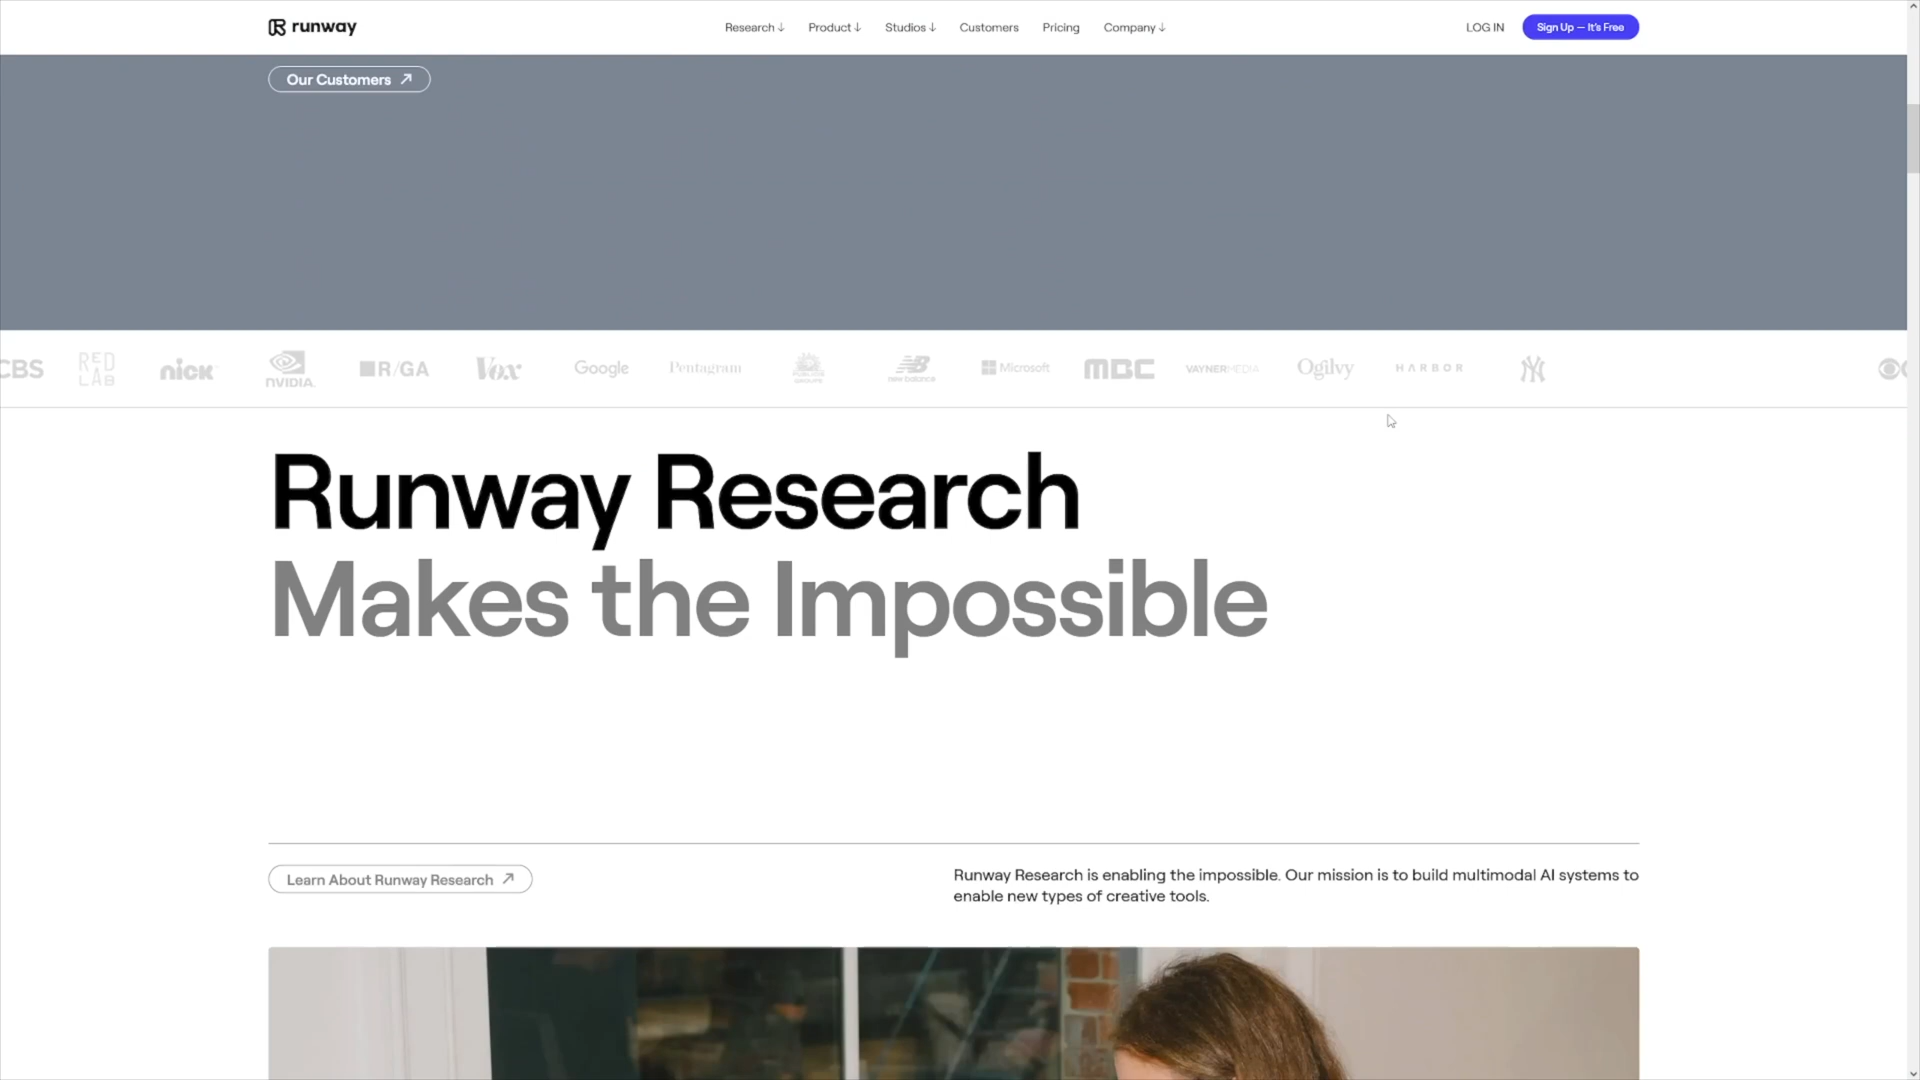 runway
Research ↓ Product ↓ Studios ↓ Customers Pricing Company ↓
LOG IN
Sign Up — It's Free
Our Customers ↗
CBS
RED LAB
nick
NVIDIA
R/GA
Vox
Google
Pentagram
new balance
Microsoft
MBC
VAYNERMEDIA
Ogilvy
HARBOR
NY
Runway Research
Makes the Impossible
Learn About Runway Research ↗
Runway Research is enabling the impossible. Our mission is to build multimodal AI systems to
enable new types of creative tools.